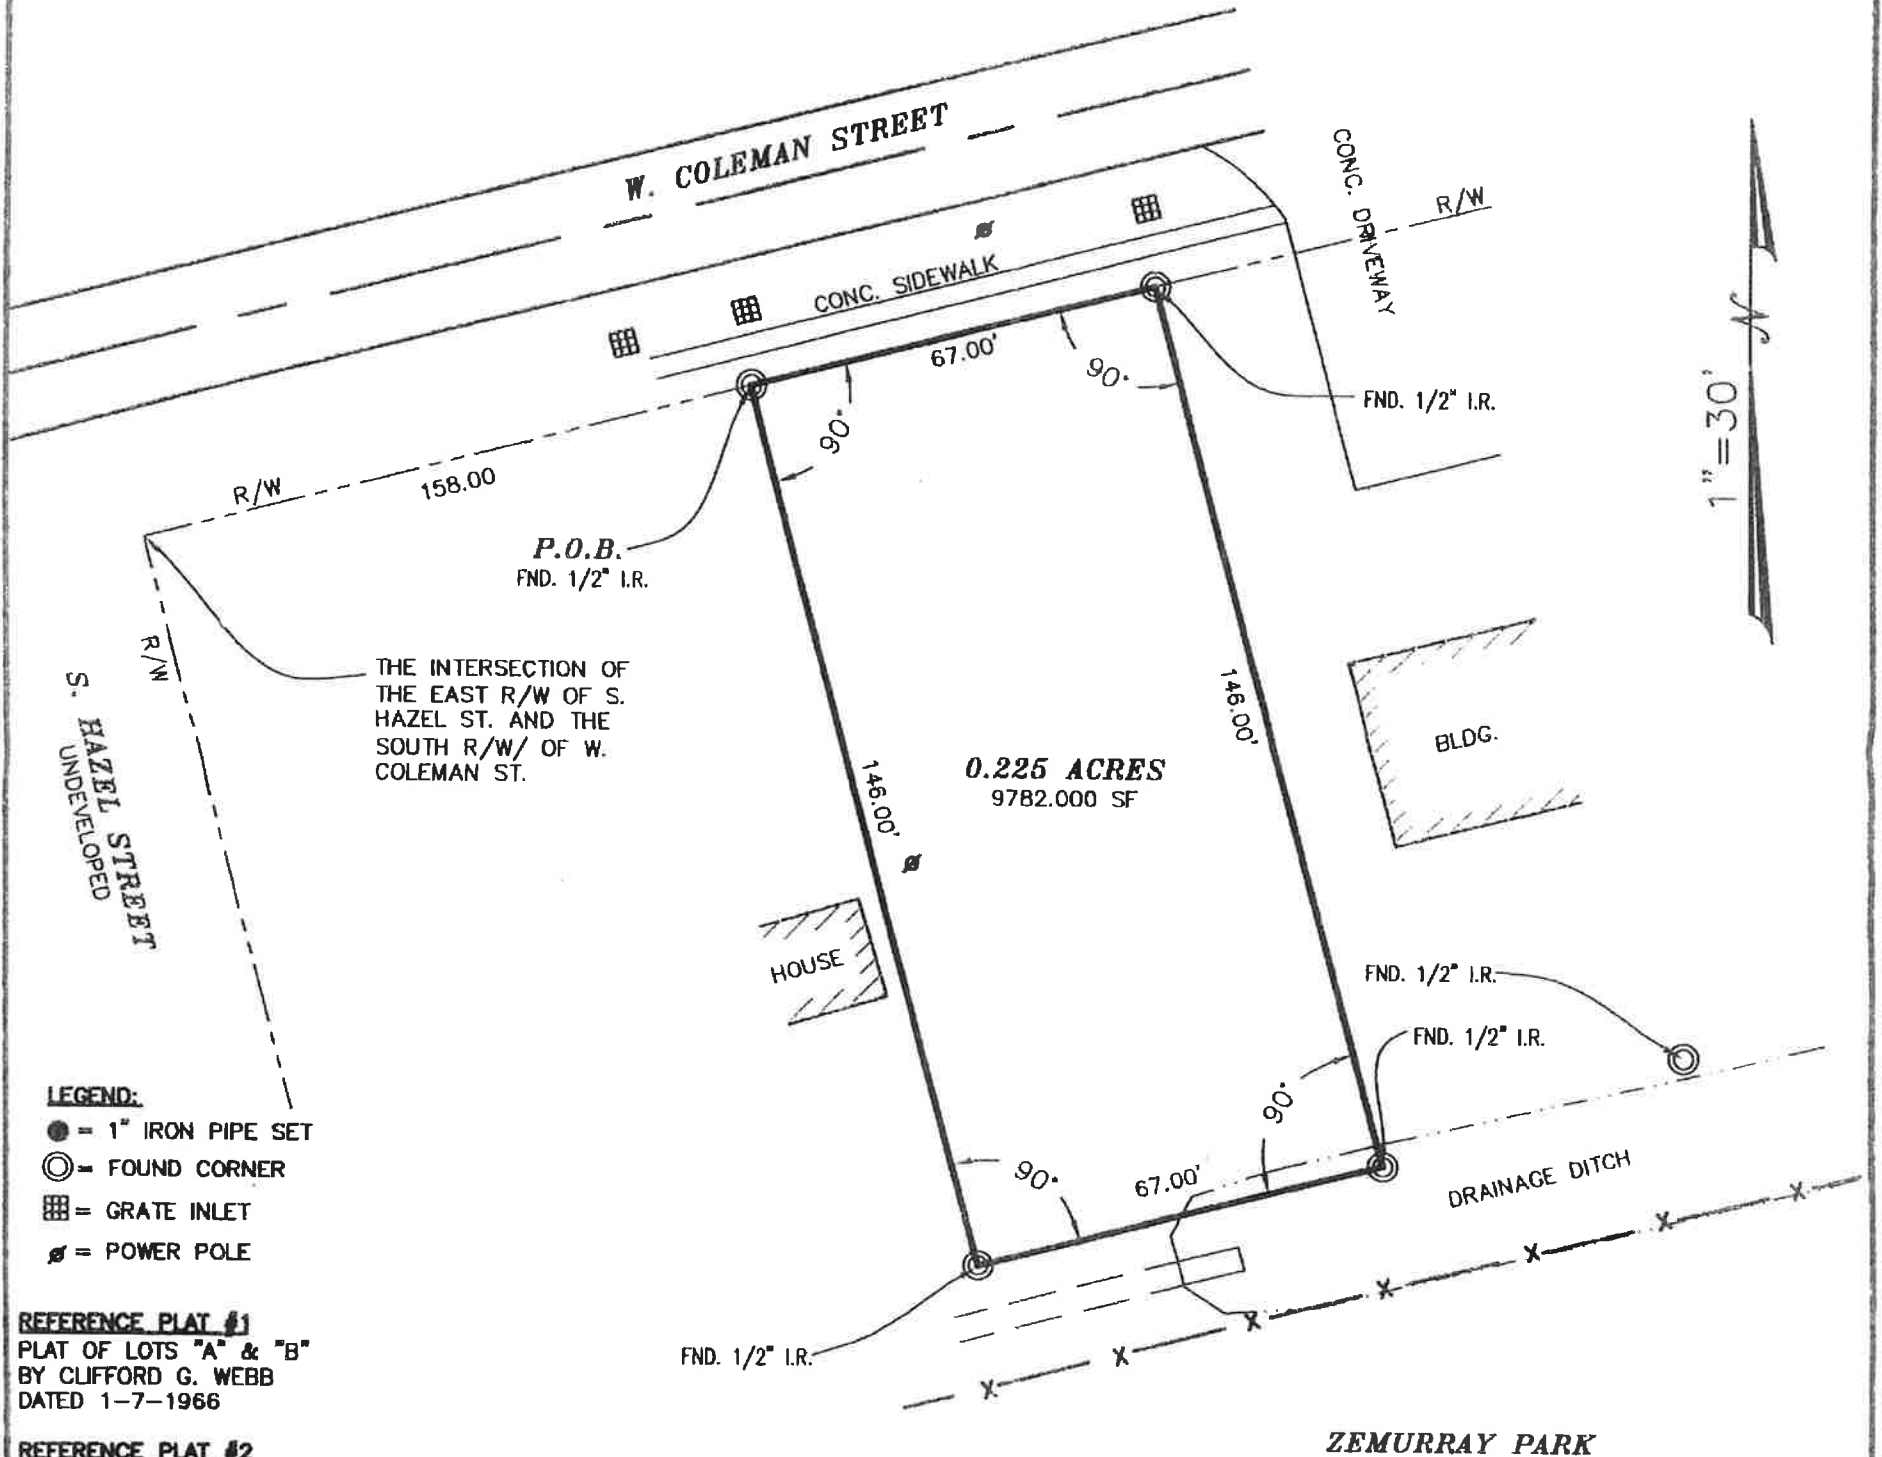 W. COLEMAN STREET
CONC. DRIVEWAY
R/W
N
1"=30'
CONC. SIDEWALK
67.00'
90°
90°
FND. 1/2" I.R.
R/W
158.00
P.O.B.
FND. 1/2" I.R.
R/W
THE INTERSECTION OF
THE EAST R/W OF S.
HAZEL ST. AND THE
SOUTH R/W/ OF W.
COLEMAN ST.
S. HAZEL STREET
UNDEVELOPED
146.00'
146.00'
0.225 ACRES
9782.000 SF
BLDG.
HOUSE
FND. 1/2" I.R.
FND. 1/2" I.R.
90°
90°
67.00'
DRAINAGE DITCH
X X X X X X X
FND. 1/2" I.R.
LEGEND:
= 1" IRON PIPE SET
= FOUND CORNER
= GRATE INLET
= POWER POLE
REFERENCE PLAT #1
PLAT OF LOTS "A" & "B"
BY CLIFFORD G. WEBB
DATED 1-7-1966
REFERENCE PLAT #2
ZEMURRAY PARK